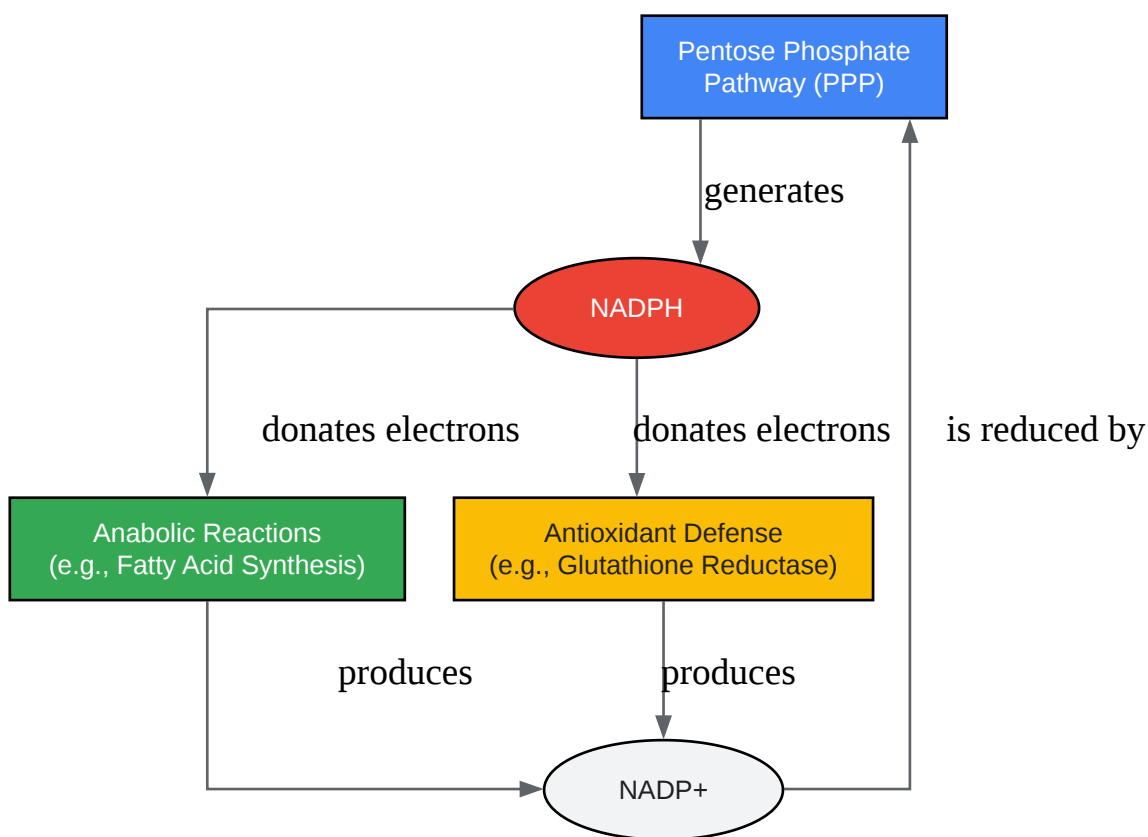 Pentose Phosphate
Pathway (PPP)
generates
NADPH
donates electrons
donates electrons
is reduced by
Anabolic Reactions
(e.g., Fatty Acid Synthesis)
Antioxidant Defense
(e.g., Glutathione Reductase)
produces
produces
NADP+